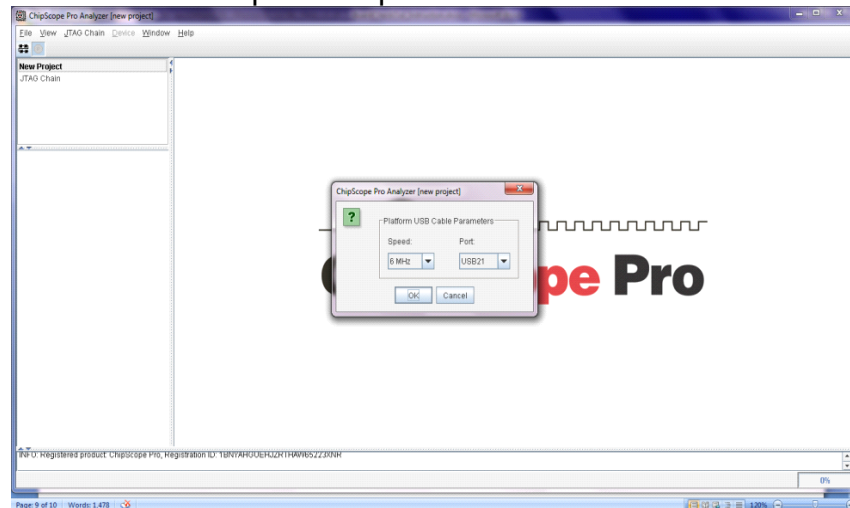 ChipScope Pro Analyzer [new project]
File View JTAG Chain Device Window Help
New Project
JTAG Chain
ChipScope Pro Analyzer [new project]
Platform USB Cable Parameters
Speed: Port:
6 MHz USB21
OK Cancel
pe Pro
INFO: Registered product: ChipScope Pro, Registration ID:
0%
Page: 9 of 10 Words: 1.478 120%